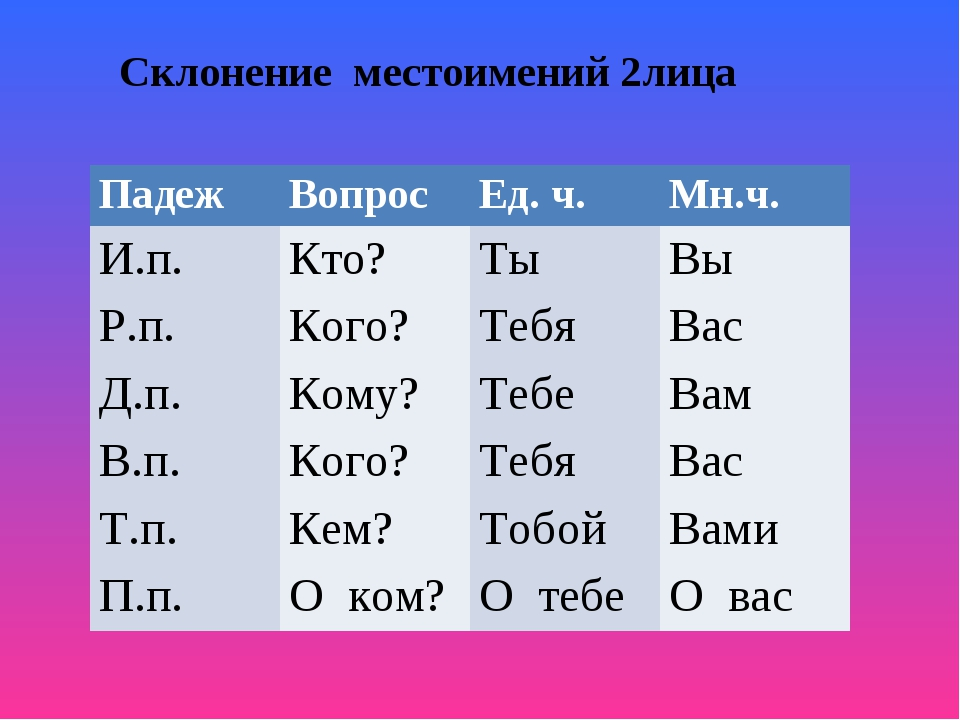 Склонение местоимений 2лица
Падеж Вопрос Ед. ч. Мн.ч.
И.п. Кто? Ты Вы
Р.п. Кого? Тебя Вас
Д.п. Кому? Тебе Вам
В.п. Кого? Тебя Вас
Т.п. Кем? Тобой Вами
П.п. О ком? О тебе О вас